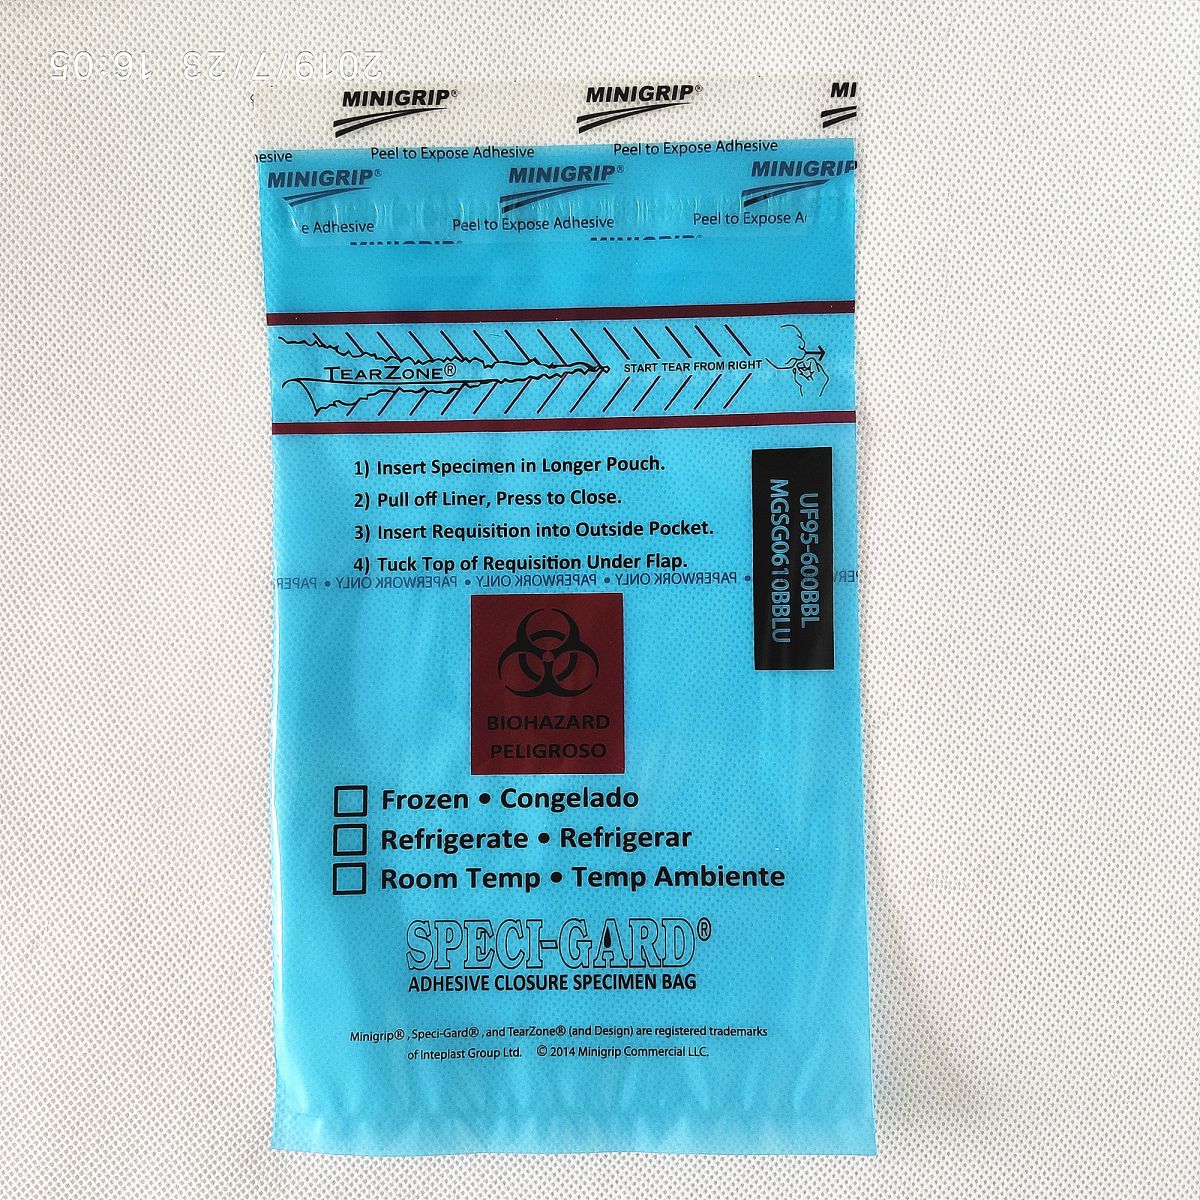 2019/7/23 16:05
MINIGRIP® MINIGRIP® MI
Peel to Expose Adhesive Peel to Expose Adhesive
MINIGRIP® MINIGRIP® MINIGRIP
e Adhesive Peel to Expose Adhesive Peel to Expose A
MINIGRIP® MINIGRIP®
TEARZONE® START TEAR FROM RIGHT
1) Insert Specimen in Longer Pouch.
2) Pull off Liner, Press to Close.
3) Insert Requisition into Outside Pocket.
4) Tuck Top of Requisition Under Flap.
PAPERWORK ONLY • PAPERWORK ONLY • PAPERWORK ONLY • PAPERWORK ONLY •
UF95-600BBL
MGSG0610BBLU
BIOHAZARD
PELIGROSO
Frozen • Congelado
Refrigerate • Refrigerar
Room Temp • Temp Ambiente
SPECI-GARD®
ADHESIVE CLOSURE SPECIMEN BAG
Minigrip®, Speci-Gard®, and TearZone® (and Design) are registered trademarks
of Inteplast Group Ltd. © 2014 Minigrip Commercial LLC.